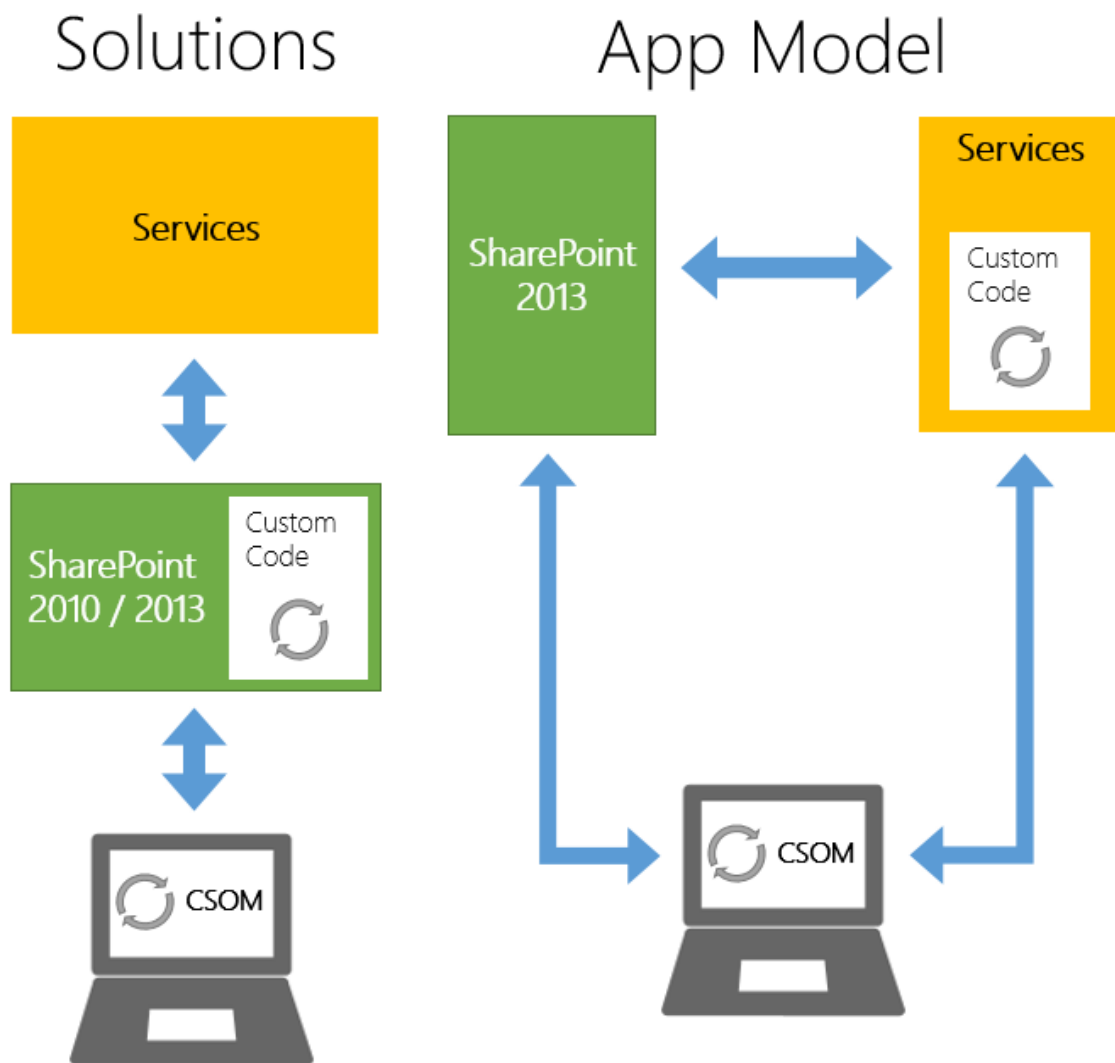 Solutions
Services
SharePoint
2010 / 2013
Custom
Code
CSOM
App Model
SharePoint
2013
Services
Custom
Code
CSOM